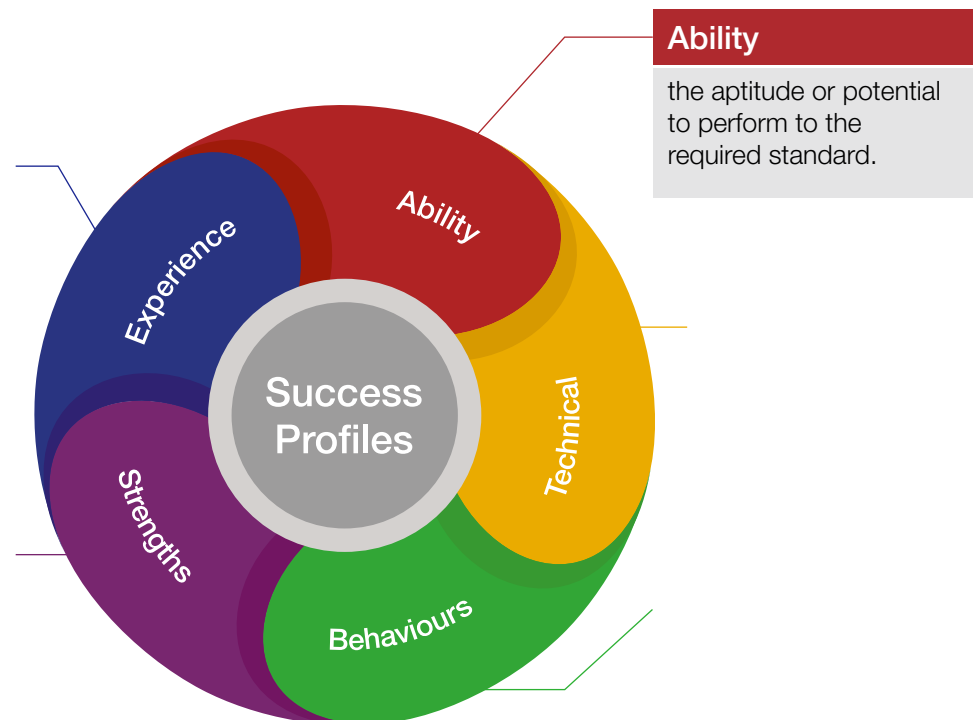 Ability
the aptitude or potential
to perform to the
required standard.
Ability
Experience
Technical
Success
Profiles
Strengths
Behaviours